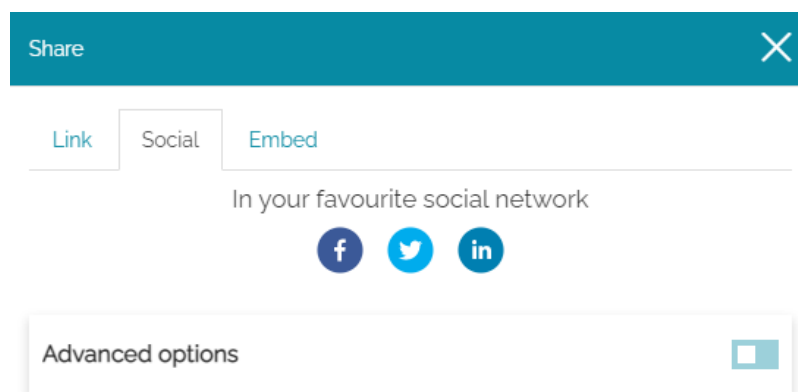 Share
Link Social Embed
In your favourite social network
f in
Advanced options